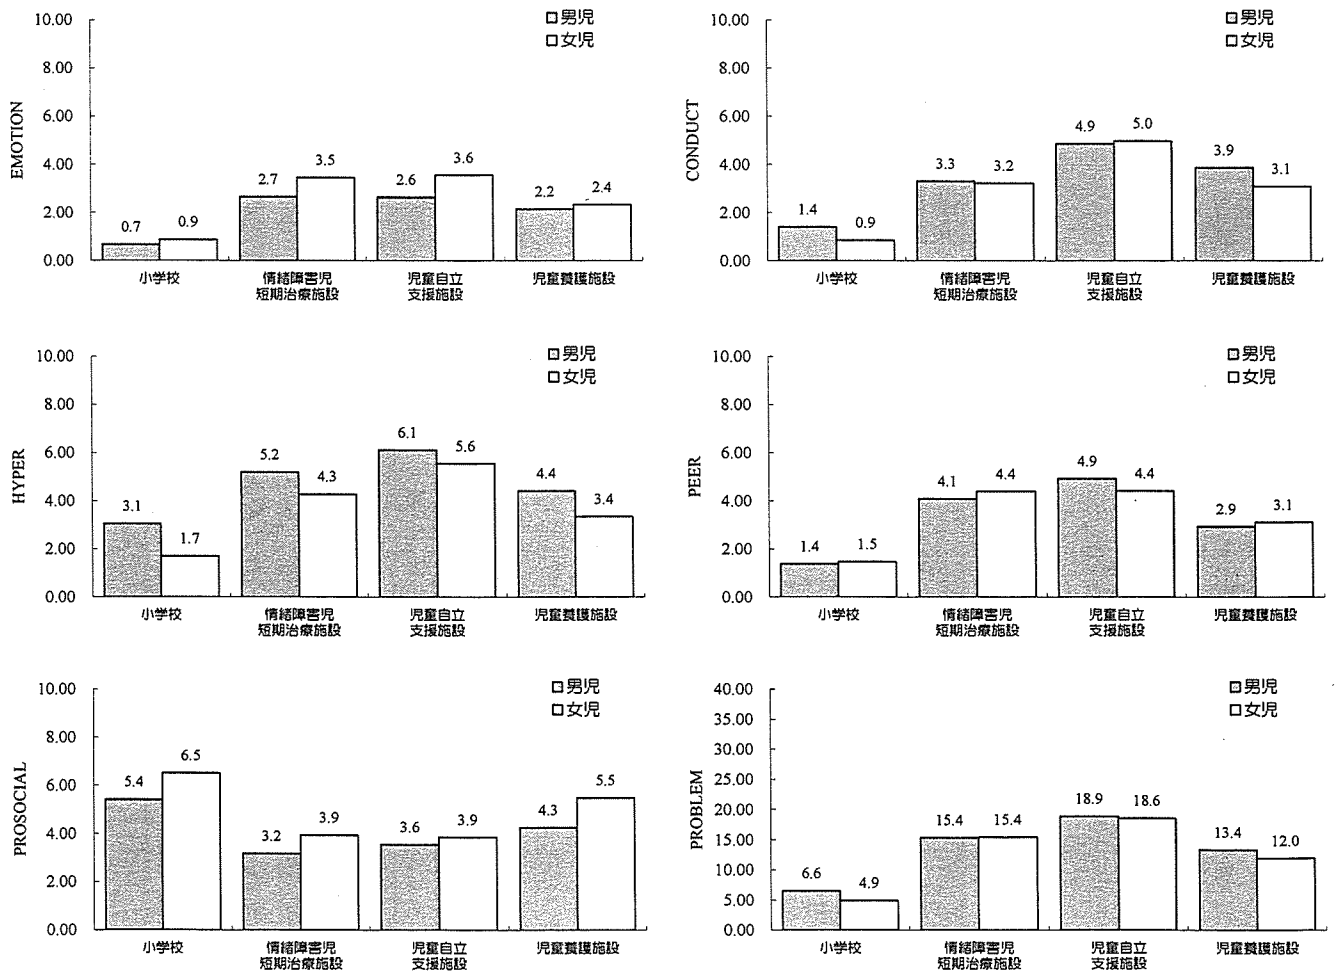 10.00
8.00
6.00
4.00
2.00
0.00
EMOTION
男児
女児
0.7
0.9
2.7
3.5
2.6
3.6
2.2
2.4
小学校
情緒障害児
短期治療施設
児童自立
支援施設
児童養護施設
10.00
8.00
6.00
4.00
2.00
0.00
CONDUCT
男児
女児
1.4
0.9
3.3
3.2
4.9
5.0
3.9
3.1
小学校
情緒障害児
短期治療施設
児童自立
支援施設
児童養護施設
10.00
8.00
6.00
4.00
2.00
0.00
HYPER
男児
女児
3.1
1.7
5.2
4.3
6.1
5.6
4.4
3.4
小学校
情緒障害児
短期治療施設
児童自立
支援施設
児童養護施設
10.00
8.00
6.00
4.00
2.00
0.00
PEER
男児
女児
1.4
1.5
4.1
4.4
4.9
4.4
2.9
3.1
小学校
情緒障害児
短期治療施設
児童自立
支援施設
児童養護施設
10.00
8.00
6.00
4.00
2.00
0.00
PROSOCIAL
男児
女児
5.4
6.5
3.2
3.9
3.6
3.9
4.3
5.5
小学校
情緒障害児
短期治療施設
児童自立
支援施設
児童養護施設
40.00
35.00
30.00
25.00
20.00
15.00
10.00
5.00
0.00
PROBLEM
男児
女児
6.6
4.9
15.4
15.4
18.9
18.6
13.4
12.0
小学校
情緒障害児
短期治療施設
児童自立
支援施設
児童養護施設